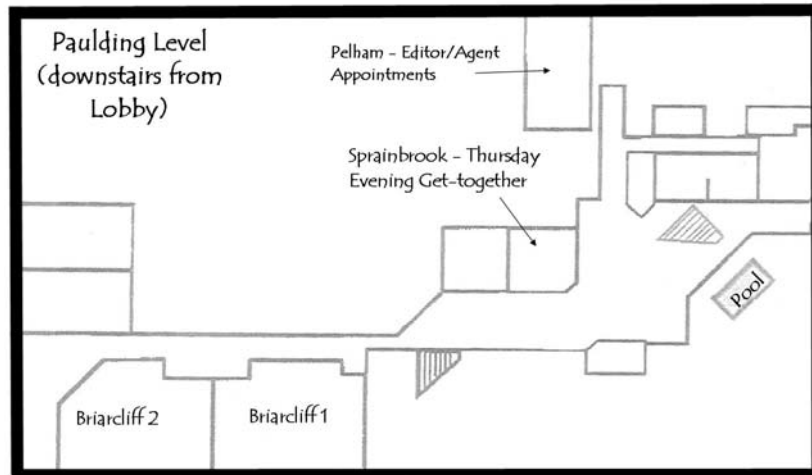 Paulding Level
(downstairs from
Lobby)
Pelham - Editor/Agent
Appointments
Sprainbrook - Thursday
Evening Get-together
Pool
Briarcliff 2
Briarcliff 1